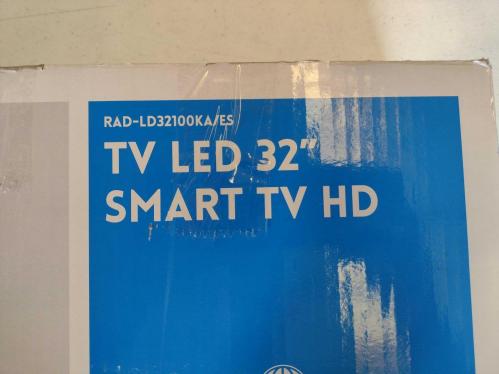 RAD-LD32100KA/ES
TV LED 32"
SMART TV HD